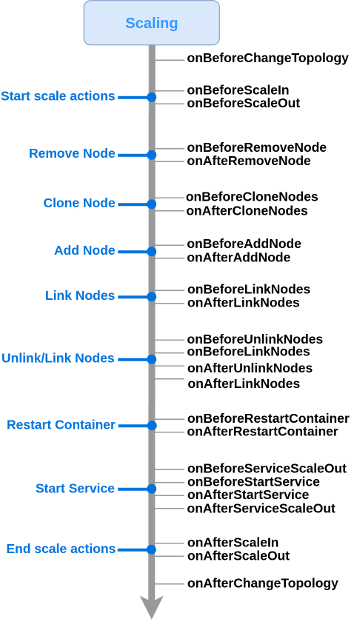 Scaling
onBeforeChangeTopology
Start scale actions
onBeforeScaleIn
onBeforeScaleOut
Remove Node
onBeforeRemoveNode
onAfteRemoveNode
Clone Node
onBeforeCloneNodes
onAfterCloneNodes
Add Node
onBeforeAddNode
onAfterAddNode
Link Nodes
onBeforeLinkNodes
onAfterLinkNodes
Unlink/Link Nodes
onBeforeUnlinkNodes
onBeforeLinkNodes
onAfterUnlinkNodes
onAfterLinkNodes
Restart Container
onBeforeRestartContainer
onAfterRestartContainer
Start Service
onBeforeServiceScaleOut
onBeforeStartService
onAfterStartService
onAfterServiceScaleOut
End scale actions
onAfterScaleIn
onAfterScaleOut
onAfterChangeTopology